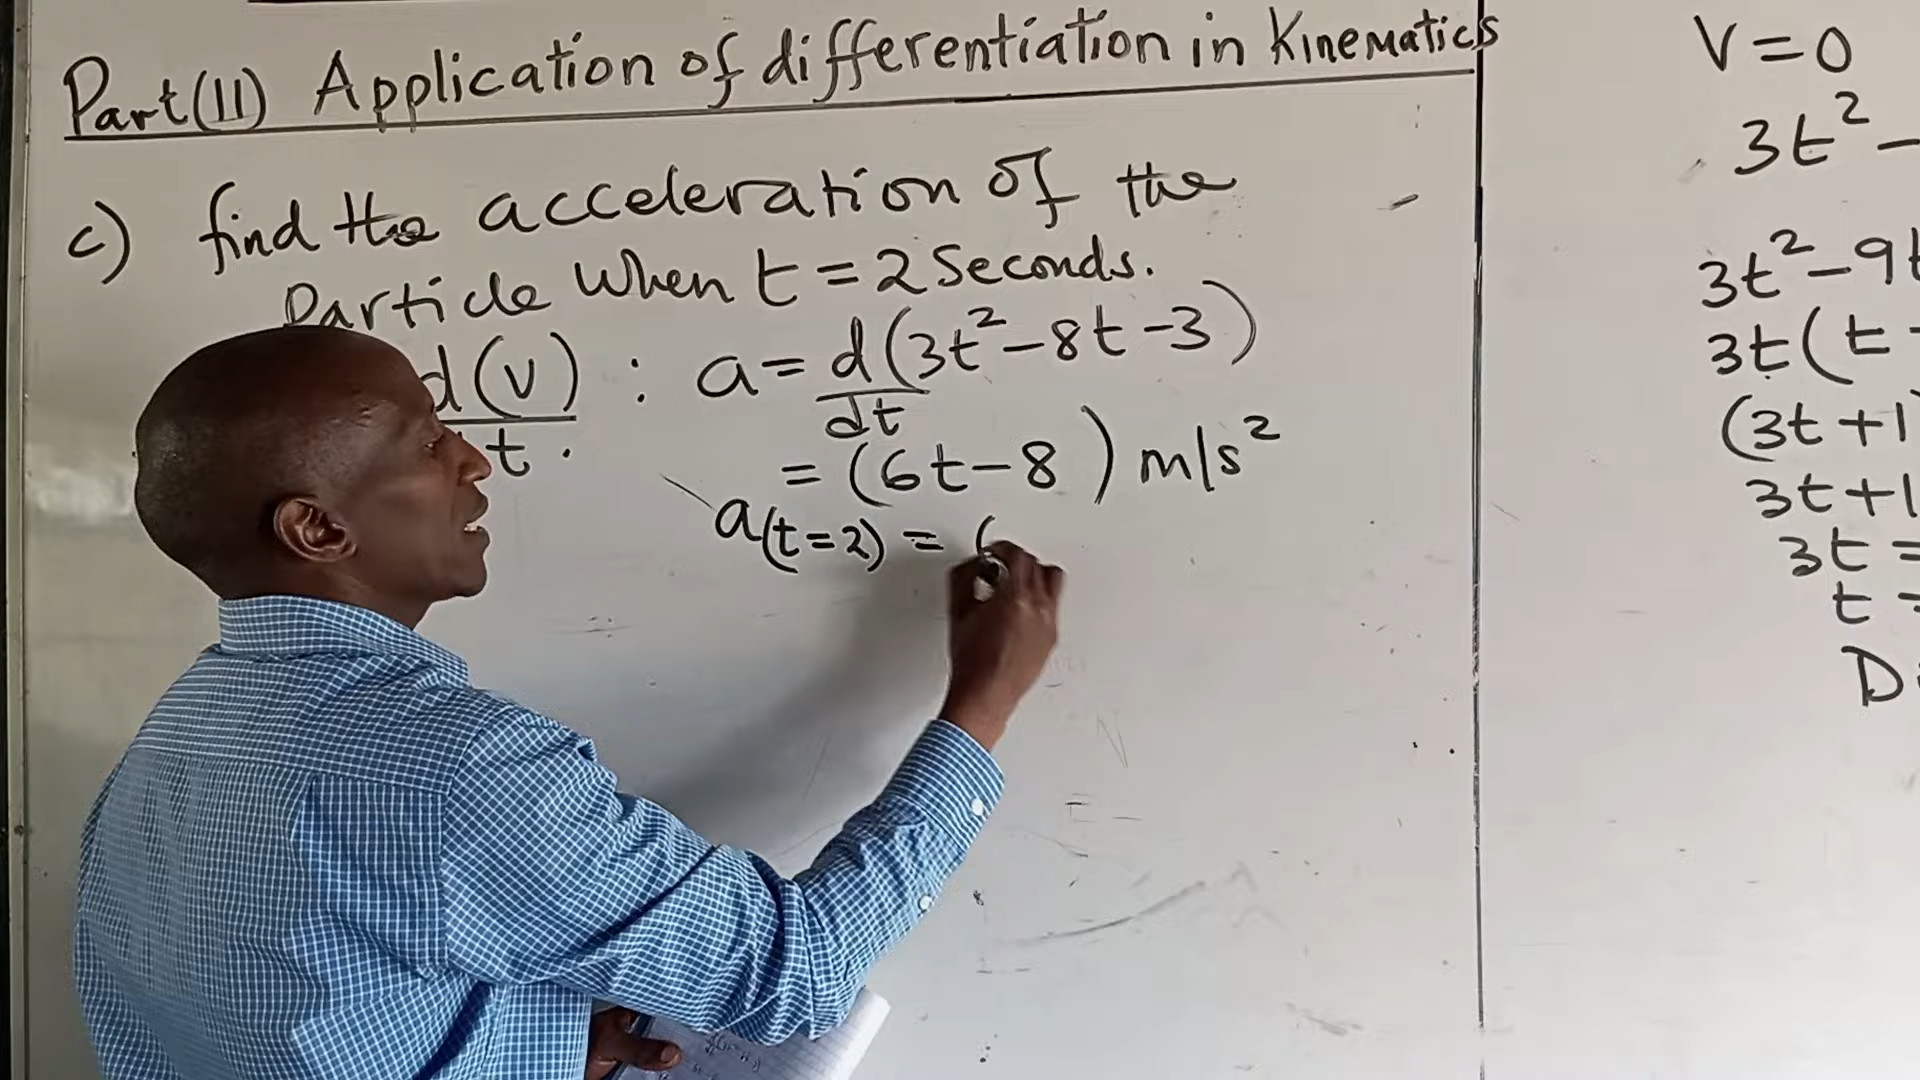 Part(11) Application of differentiation in Kinematics
c) find the acceleration of the
Particle When t = 2 Seconds.
d(v)
t. : a = d(3t² – 8t – 3)
dt
= (6t – 8) m/s²
a(t=2) = (
V = 0
3t² –
3t² – 9t
3t(t –
(3t + 1)
3t + 1
3t =
t =